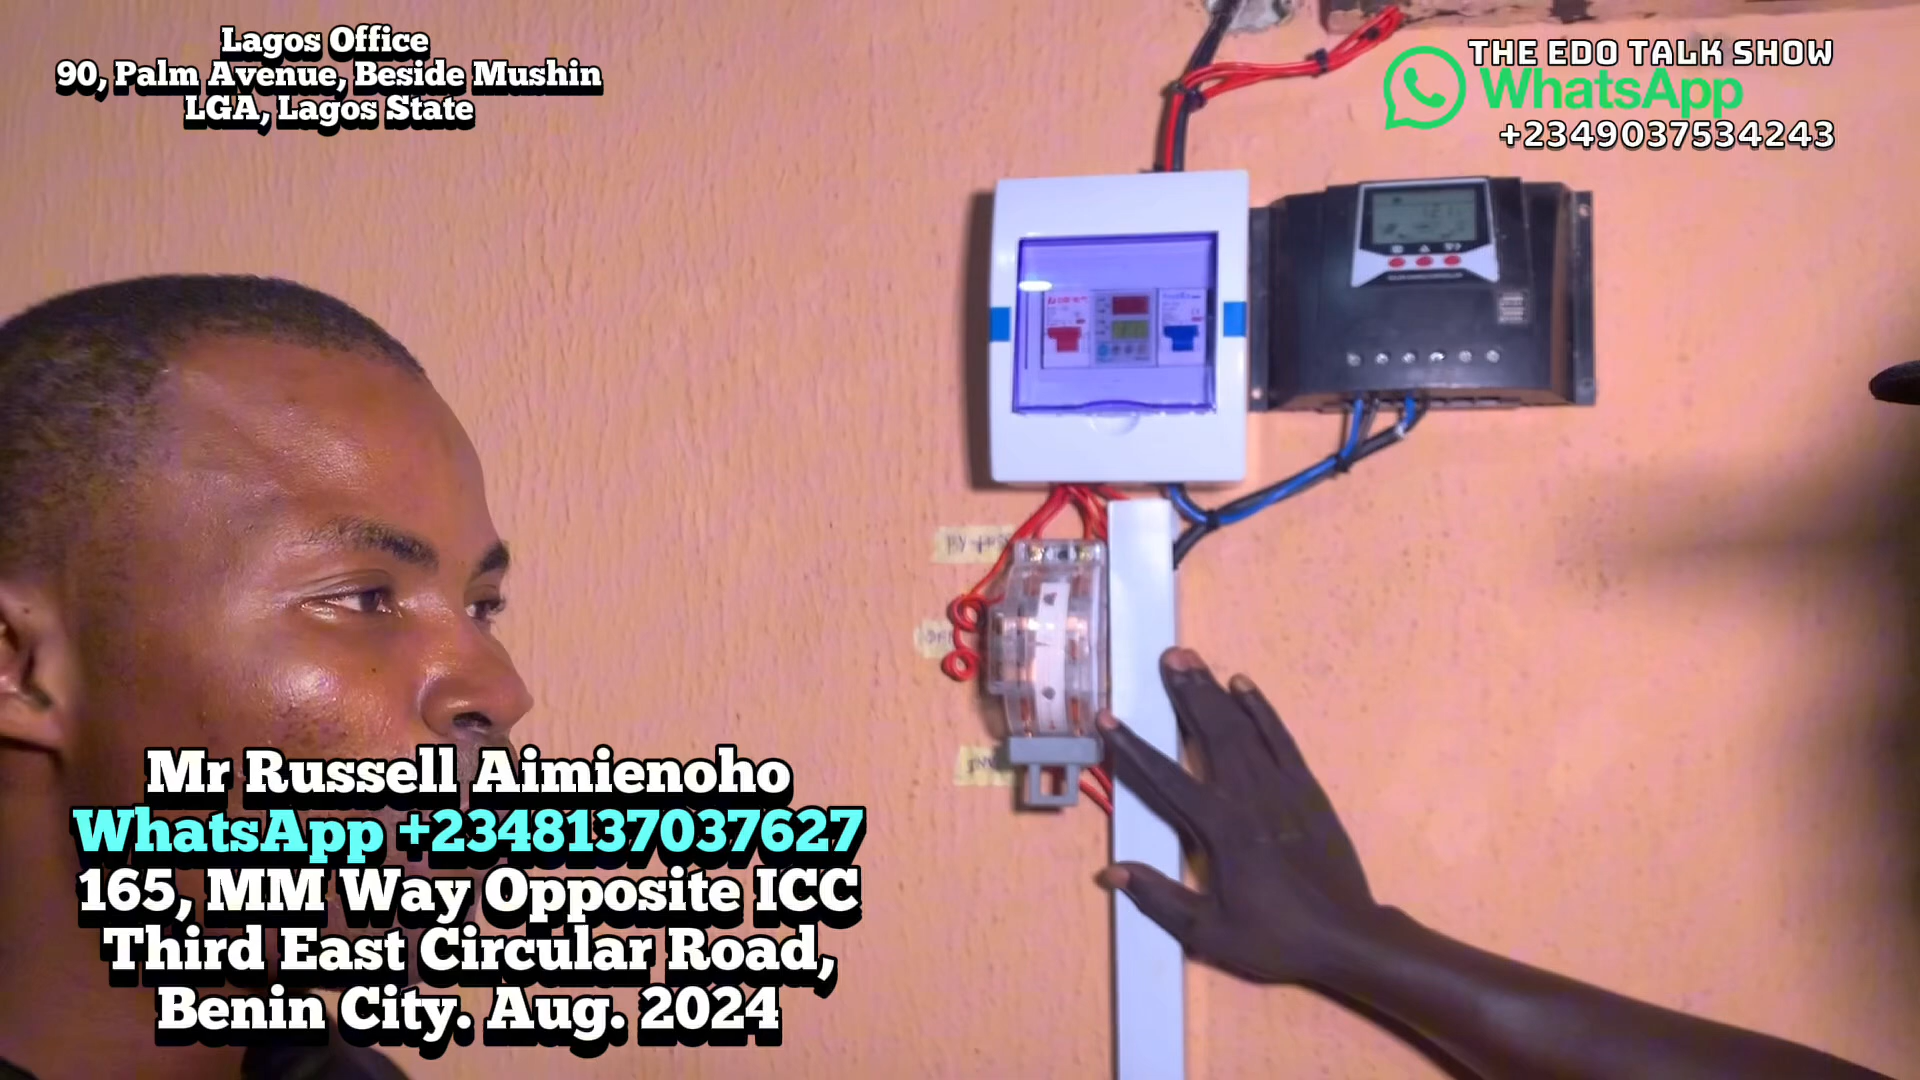 Lagos Office
90, Palm Avenue, Beside Mushin
LGA, Lagos State
THE EDO TALK SHOW
WhatsApp
+2349037534243
Mr Russell Aimienoho
WhatsApp +2348137037627
165, MM Way Opposite ICC
Third East Circular Road,
Benin City. Aug. 2024